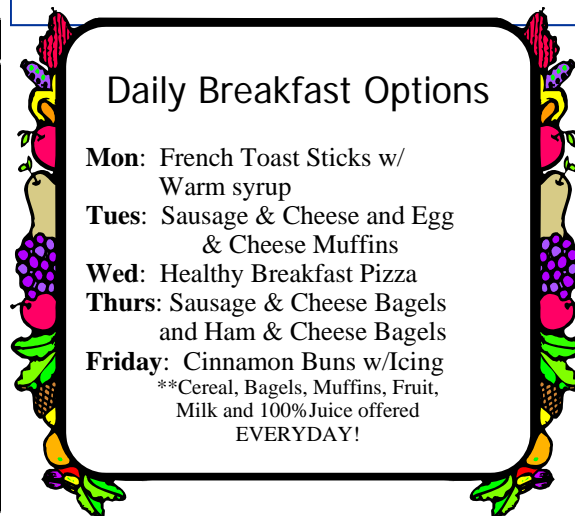 Daily Breakfast Options
Mon: French Toast Sticks w/
Warm syrup
Tues: Sausage & Cheese and Egg
& Cheese Muffins
Wed: Healthy Breakfast Pizza
Thurs: Sausage & Cheese Bagels
and Ham & Cheese Bagels
Friday: Cinnamon Buns w/Icing
**Cereal, Bagels, Muffins, Fruit,
Milk and 100%Juice offered
EVERYDAY!